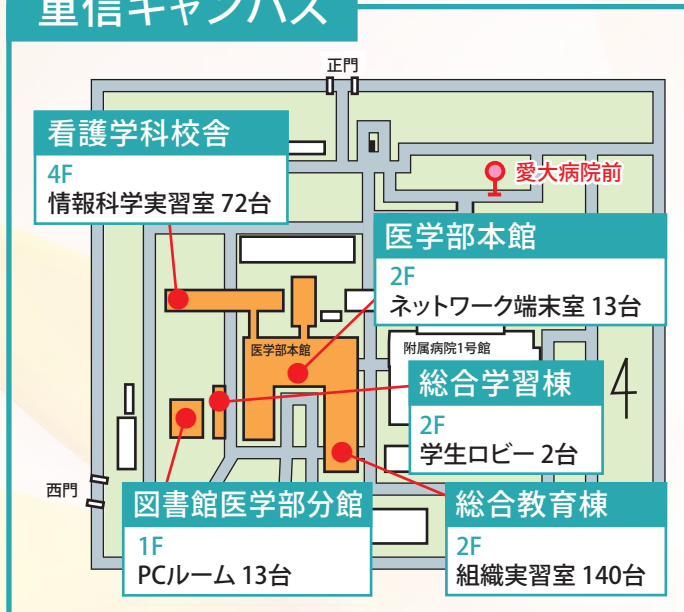 重信キャンパス
正門
看護学科校舎
4F
情報科学実習室 72台
愛大病院前
医学部本館
2F
ネットワーク端末室 13台
医学部本館
附属病院1号館
総合学習棟
2F
学生ロビー 2台
西門
図書館医学部分館
1F
PCルーム 13台
総合教育棟
2F
組織実習室 140台